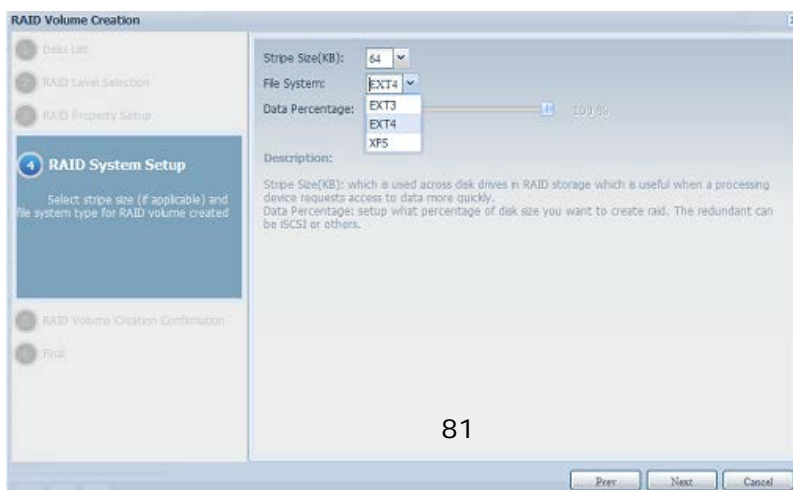 RAID Volume Creation
1 Disks List
2 RAID Level Selection
3 RAID Property Setup
4 RAID System Setup
Select stripe size (if applicable) and
file system type for RAID volume created
5 RAID Volume Creation Confirmation
6 Final
Stripe Size(KB): 64
File System: EXT4
EXT3
EXT4
XFS
Data Percentage: 100 %
Description:
Stripe Size(KB): which is used across disk drives in RAID storage which is useful when a processing
device requests access to data more quickly.
Data Percentage: setup what percentage of disk size you want to create raid. The redundant can
be iSCSI or others.
81
Prev Next Cancel